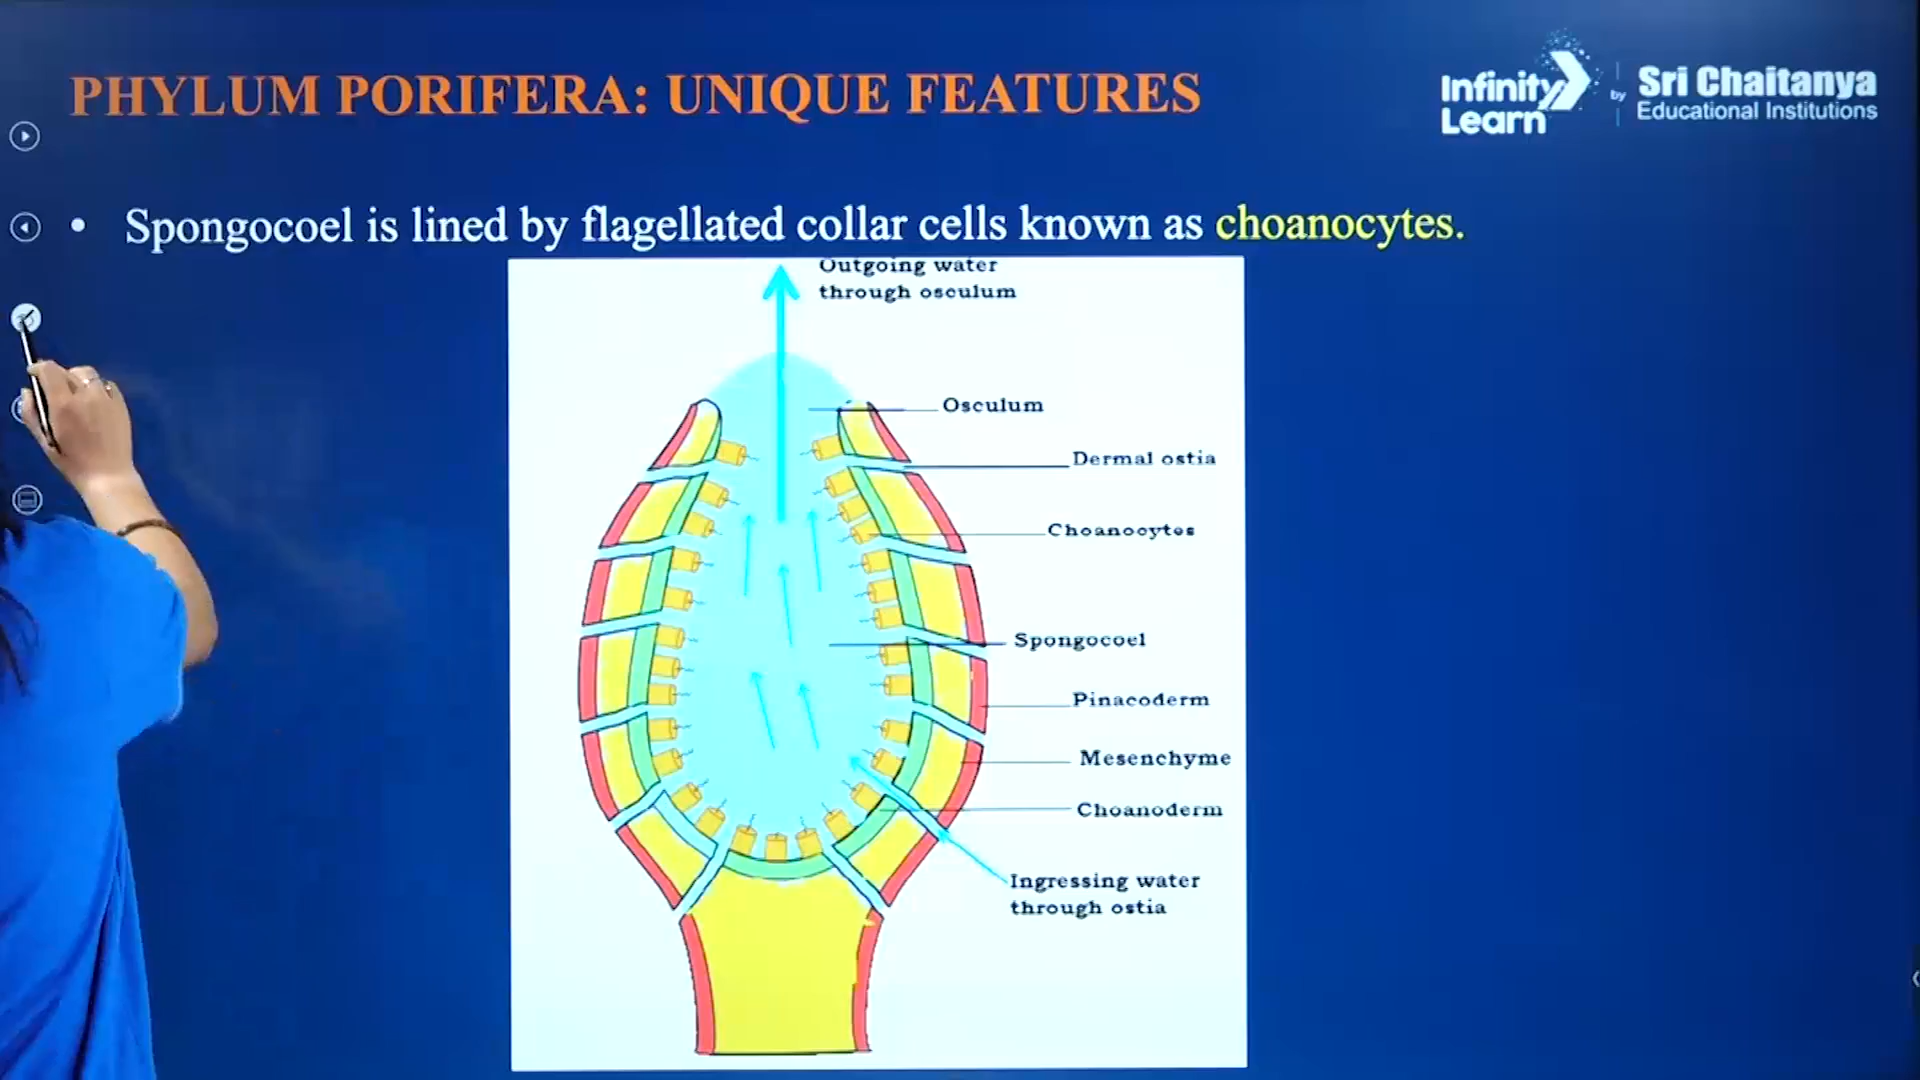 PHYLUM PORIFERA: UNIQUE FEATURES
Infinity Learn
by
Sri Chaitanya
Educational Institutions
• Spongocoel is lined by flagellated collar cells known as choanocytes.
Outgoing water
through osculum
Osculum
Dermal ostia
Choanocytes
Spongocoel
Pinacoderm
Mesenchyme
Choanoderm
Ingressing water
through ostia